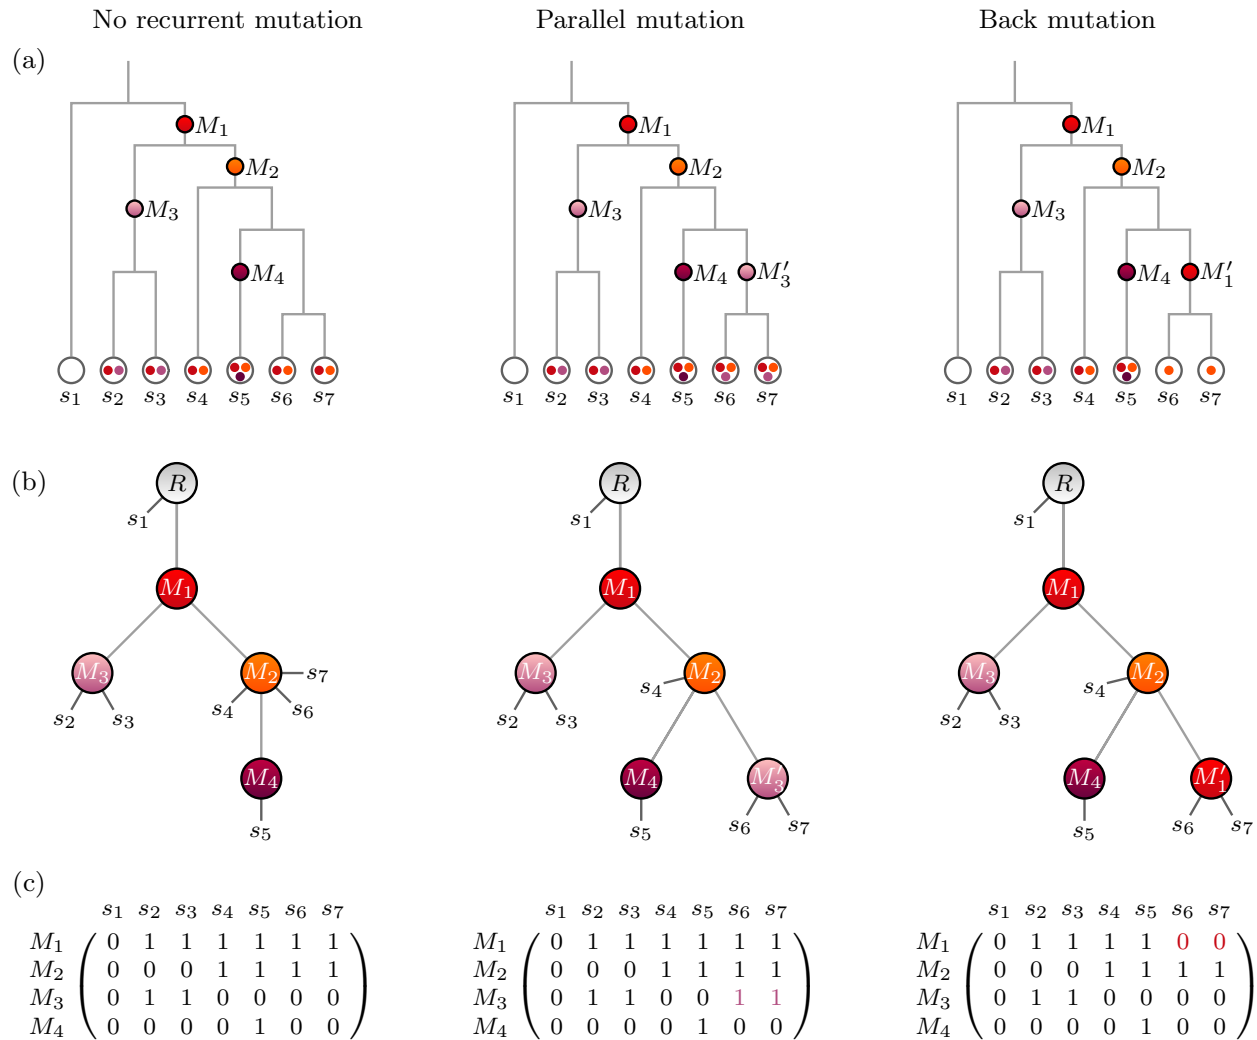 No recurrent mutation Parallel mutation Back mutation
(a)
M₁ M₁ M₁
M₂ M₂ M₂
M₃ M₃ M₃
M₄ M₄ M₃′ M₄ M₁′
s₁ s₂ s₃ s₄ s₅ s₆ s₇ s₁ s₂ s₃ s₄ s₅ s₆ s₇ s₁ s₂ s₃ s₄ s₅ s₆ s₇
(b)
R R R
s₁ s₁ s₁
M₁ M₁ M₁
M₃ M₂ s₇ M₃ s₄ M₂ M₃ s₄ M₂
s₂ s₃ s₄ s₆ s₂ s₃ s₂ s₃
M₄ M₄ M₃′ M₄ M₁′
s₅ s₅ s₆ s₇ s₅ s₆ s₇
(c)
s₁ s₂ s₃ s₄ s₅ s₆ s₇ s₁ s₂ s₃ s₄ s₅ s₆ s₇ s₁ s₂ s₃ s₄ s₅ s₆ s₇
M₁ 0 1 1 1 1 1 1 M₁ 0 1 1 1 1 1 1 M₁ 0 1 1 1 1 0 0
M₂ 0 0 0 1 1 1 1 M₂ 0 0 0 1 1 1 1 M₂ 0 0 0 1 1 1 1
M₃ 0 1 1 0 0 0 0 M₃ 0 1 1 0 0 1 1 M₃ 0 1 1 0 0 0 0
M₄ 0 0 0 0 1 0 0 M₄ 0 0 0 0 1 0 0 M₄ 0 0 0 0 1 0 0